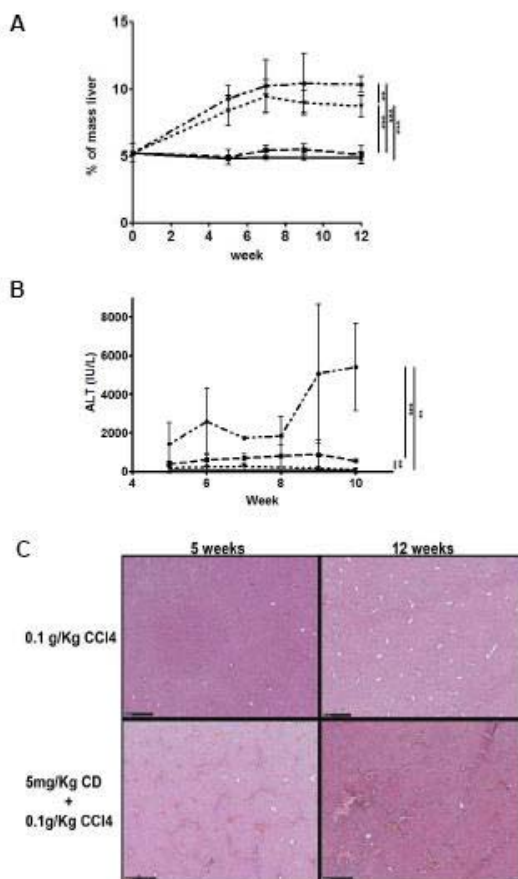 A
% of mass liver
15
10
5
0
0 2 4 6 8 10 12
week
**
***
***
***
B
ALT (IU/L)
8000
6000
4000
2000
0
4 6 8 10
Week
***
**
**
C
5 weeks 12 weeks
0.1 g/Kg CCl4
5mg/Kg CD
+
0.1g/Kg CCl4